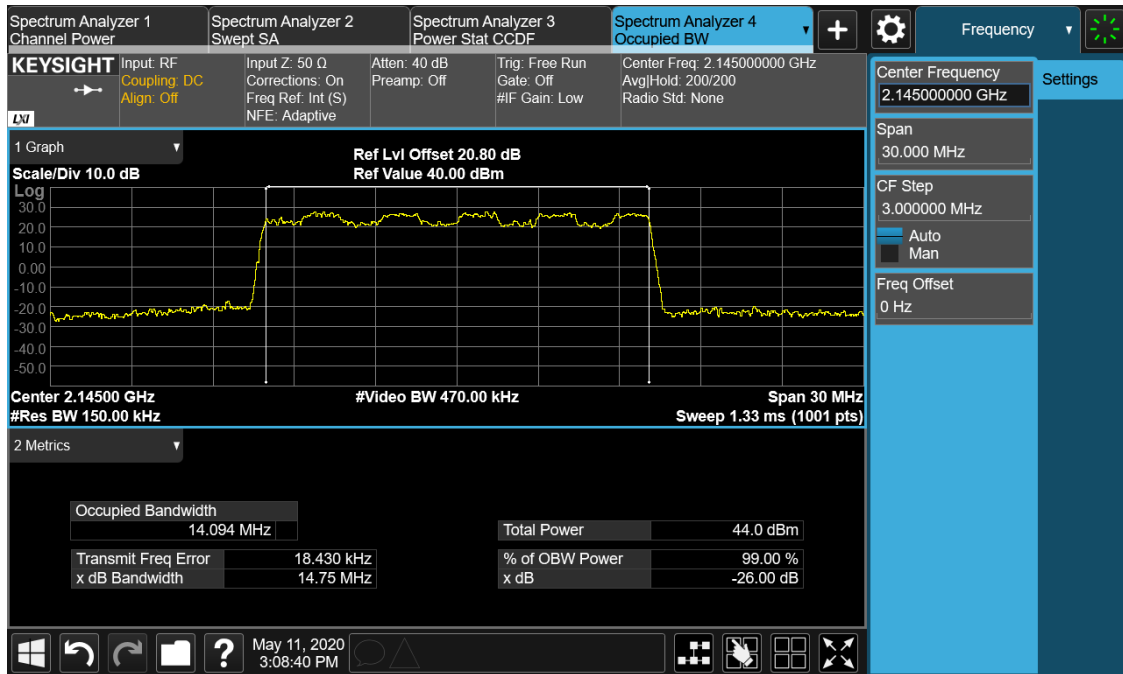 Spectrum Analyzer 1
Channel Power
Spectrum Analyzer 2
Swept SA
Spectrum Analyzer 3
Power Stat CCDF
Spectrum Analyzer 4
Occupied BW
Frequency
KEYSIGHT
LXI
Input: RF
Coupling: DC
Align: Off
Input Z: 50 Ω
Corrections: On
Freq Ref: Int (S)
NFE: Adaptive
Atten: 40 dB
Preamp: Off
Trig: Free Run
Gate: Off
#IF Gain: Low
Center Freq: 2.145000000 GHz
Avg|Hold: 200/200
Radio Std: None
Center Frequency
2.145000000 GHz
Settings
Span
30.000 MHz
CF Step
3.000000 MHz
Auto
Man
Freq Offset
0 Hz
1 Graph
Scale/Div 10.0 dB
Ref Lvl Offset 20.80 dB
Ref Value 40.00 dBm
Log
30.0
20.0
10.0
0.00
-10.0
-20.0
-30.0
-40.0
-50.0
Center 2.14500 GHz
#Video BW 470.00 kHz
Span 30 MHz
#Res BW 150.00 kHz
Sweep 1.33 ms (1001 pts)
2 Metrics
Occupied Bandwidth
14.094 MHz
Total Power 44.0 dBm
Transmit Freq Error 18.430 kHz
% of OBW Power 99.00 %
x dB Bandwidth 14.75 MHz
x dB -26.00 dB
?
May 11, 2020
3:08:40 PM